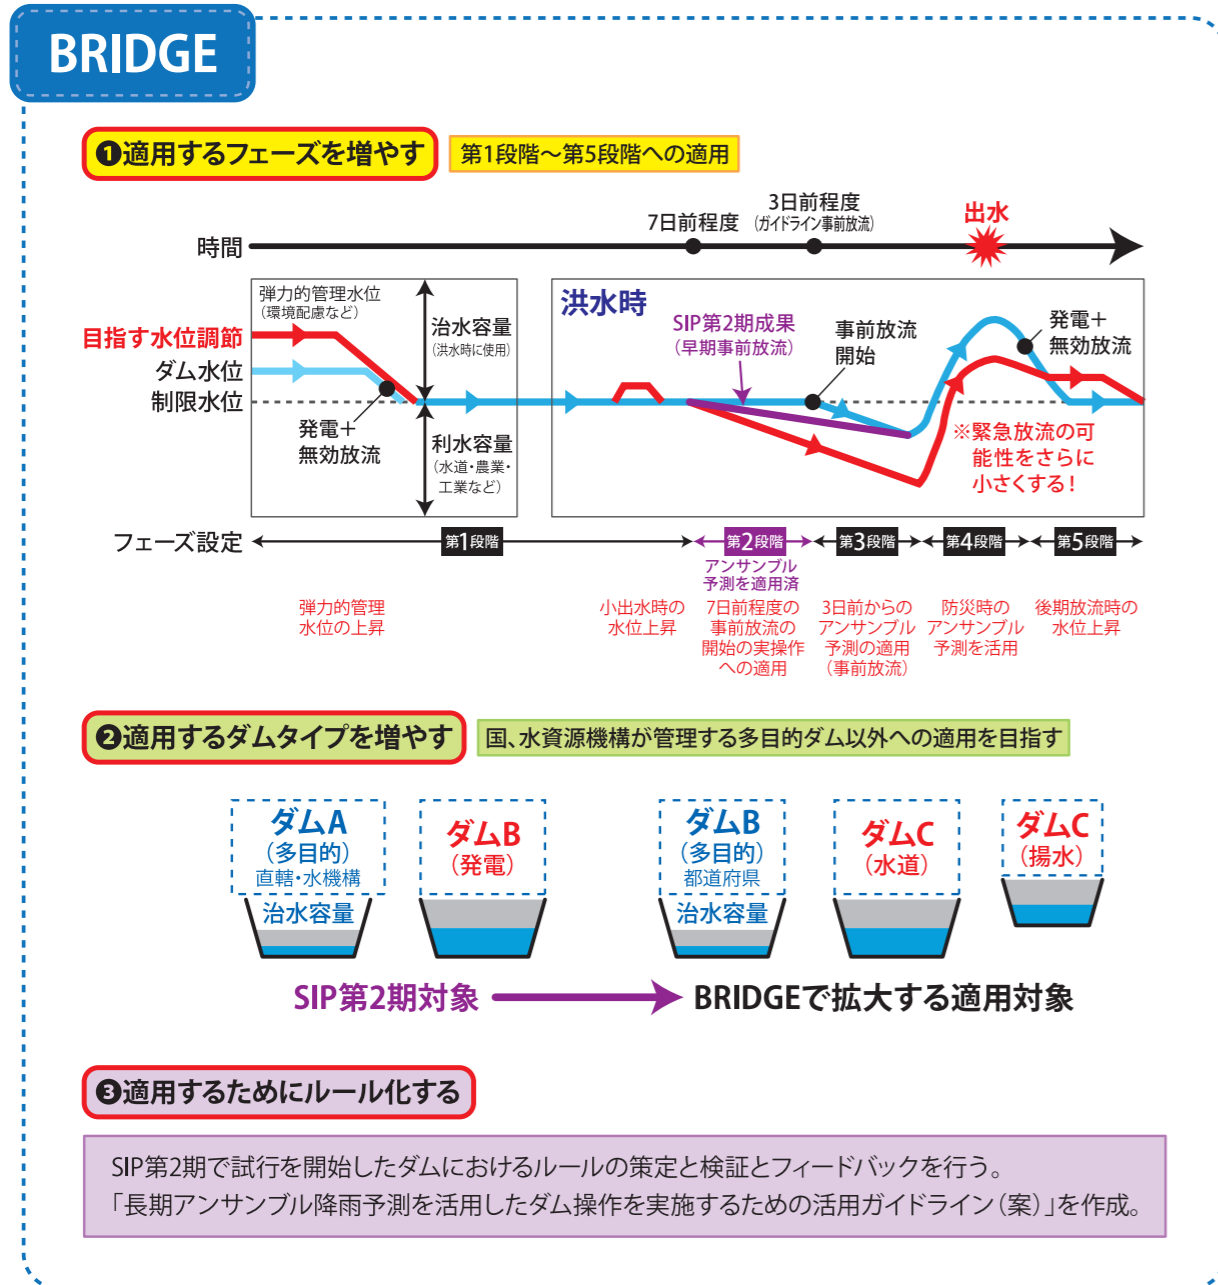 BRIDGE
❶適用するフェーズを増やす
第1段階～第5段階への適用
時間
7日前程度
3日前程度
（ガイドライン事前放流）
出水
弾力的管理水位
（環境配慮など）
目指す水位調節
ダム水位
制限水位
発電＋
無効放流
治水容量
（洪水時に使用）
利水容量
（水道・農業・
工業など）
洪水時
SIP第2期成果
（早期事前放流）
事前放流
開始
発電＋
無効放流
※緊急放流の可
能性をさらに
小さくする！
フェーズ設定
第1段階
第2段階
第3段階
第4段階
第5段階
アンサンブル
予測を適用済
弾力的管理
水位の上昇
小出水時の
水位上昇
7日前程度の
事前放流の
開始の実操作
への適用
3日前からの
アンサンブル
予測の適用
（事前放流）
防災時の
アンサンブル
予測を活用
後期放流時の
水位上昇
❷適用するダムタイプを増やす
国、水資源機構が管理する多目的ダム以外への適用を目指す
ダムA
（多目的）
直轄・水機構
治水容量
ダムB
（発電）
ダムB
（多目的）
都道府県
治水容量
ダムC
（水道）
ダムC
（揚水）
SIP第2期対象
BRIDGEで拡大する適用対象
❸適用するためにルール化する
SIP第2期で試行を開始したダムにおけるルールの策定と検証とフィードバックを行う。
「長期アンサンブル降雨予測を活用したダム操作を実施するための活用ガイドライン（案）」を作成。